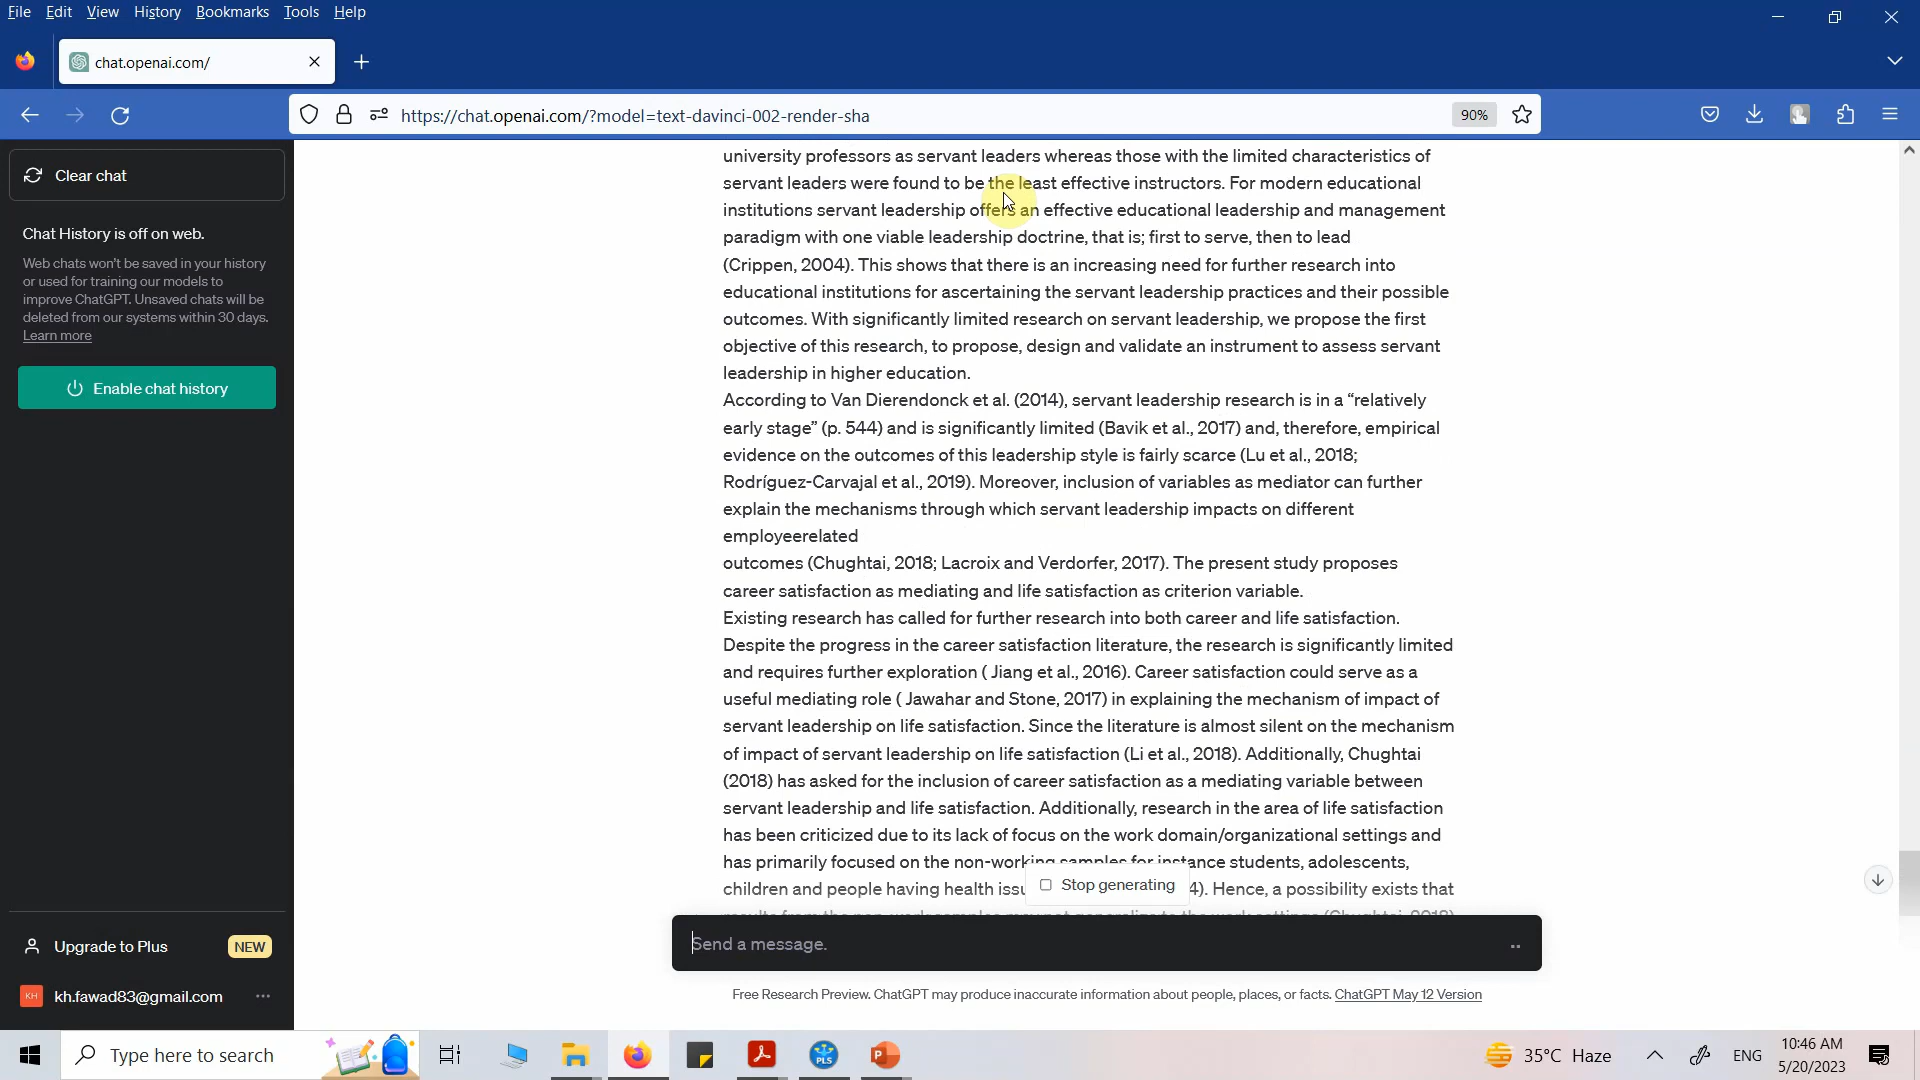 File Edit View History Bookmarks Tools Help
chat.openai.com/
https://chat.openai.com/?model=text-davinci-002-render-sha
90%
Clear chat
Chat History is off on web.
Web chats won't be saved in your history
or used for training our models to
improve ChatGPT. Unsaved chats will be
deleted from our systems within 30 days.
Learn more
Enable chat history
Upgrade to Plus NEW
KH kh.fawad83@gmail.com
university professors as servant leaders whereas those with the limited characteristics of
servant leaders were found to be the least effective instructors. For modern educational
institutions servant leadership offers an effective educational leadership and management
paradigm with one viable leadership doctrine, that is; first to serve, then to lead
(Crippen, 2004). This shows that there is an increasing need for further research into
educational institutions for ascertaining the servant leadership practices and their possible
outcomes. With significantly limited research on servant leadership, we propose the first
objective of this research, to propose, design and validate an instrument to assess servant
leadership in higher education.
According to Van Dierendonck et al. (2014), servant leadership research is in a “relatively
early stage” (p. 544) and is significantly limited (Bavik et al., 2017) and, therefore, empirical
evidence on the outcomes of this leadership style is fairly scarce (Lu et al., 2018;
Rodríguez-Carvajal et al., 2019). Moreover, inclusion of variables as mediator can further
explain the mechanisms through which servant leadership impacts on different
employeerelated
outcomes (Chughtai, 2018; Lacroix and Verdorfer, 2017). The present study proposes
career satisfaction as mediating and life satisfaction as criterion variable.
Existing research has called for further research into both career and life satisfaction.
Despite the progress in the career satisfaction literature, the research is significantly limited
and requires further exploration ( Jiang et al., 2016). Career satisfaction could serve as a
useful mediating role ( Jawahar and Stone, 2017) in explaining the mechanism of impact of
servant leadership on life satisfaction. Since the literature is almost silent on the mechanism
of impact of servant leadership on life satisfaction (Li et al., 2018). Additionally, Chughtai
(2018) has asked for the inclusion of career satisfaction as a mediating variable between
servant leadership and life satisfaction. Additionally, research in the area of life satisfaction
has been criticized due to its lack of focus on the work domain/organizational settings and
has primarily focused on the non-working samples for instance students, adolescents,
children and people having health issu 4). Hence, a possibility exists that
results from the non-work samples may not generalize to the work settings (Chughtai, 2018)
Stop generating
Send a message.
Free Research Preview. ChatGPT may produce inaccurate information about people, places, or facts. ChatGPT May 12 Version
Type here to search
PLS
35°C Haze
ENG
10:46 AM
5/20/2023